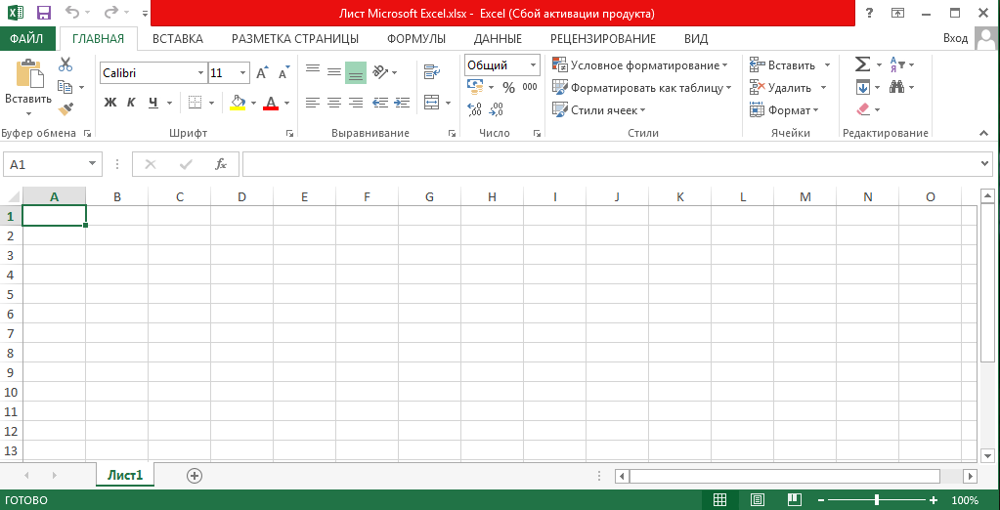 Лист Microsoft Excel.xlsx - Excel (Сбой активации продукта)
ФАЙЛ ГЛАВНАЯ ВСТАВКА РАЗМЕТКА СТРАНИЦЫ ФОРМУЛЫ ДАННЫЕ РЕЦЕНЗИРОВАНИЕ ВИД Вход
Calibri 11 Общий Условное форматирование Вставить
Вставить % 000 Форматировать как таблицу Удалить
Ж К Ч А ,00 ,00 Стили ячеек Формат
Буфер обмена Шрифт Выравнивание Число Стили Ячейки Редактирование
A1 fx
A B C D E F G H I J K L M N O
1
2
3
4
5
6
7
8
9
10
11
12
13
Лист1
ГОТОВО 100%